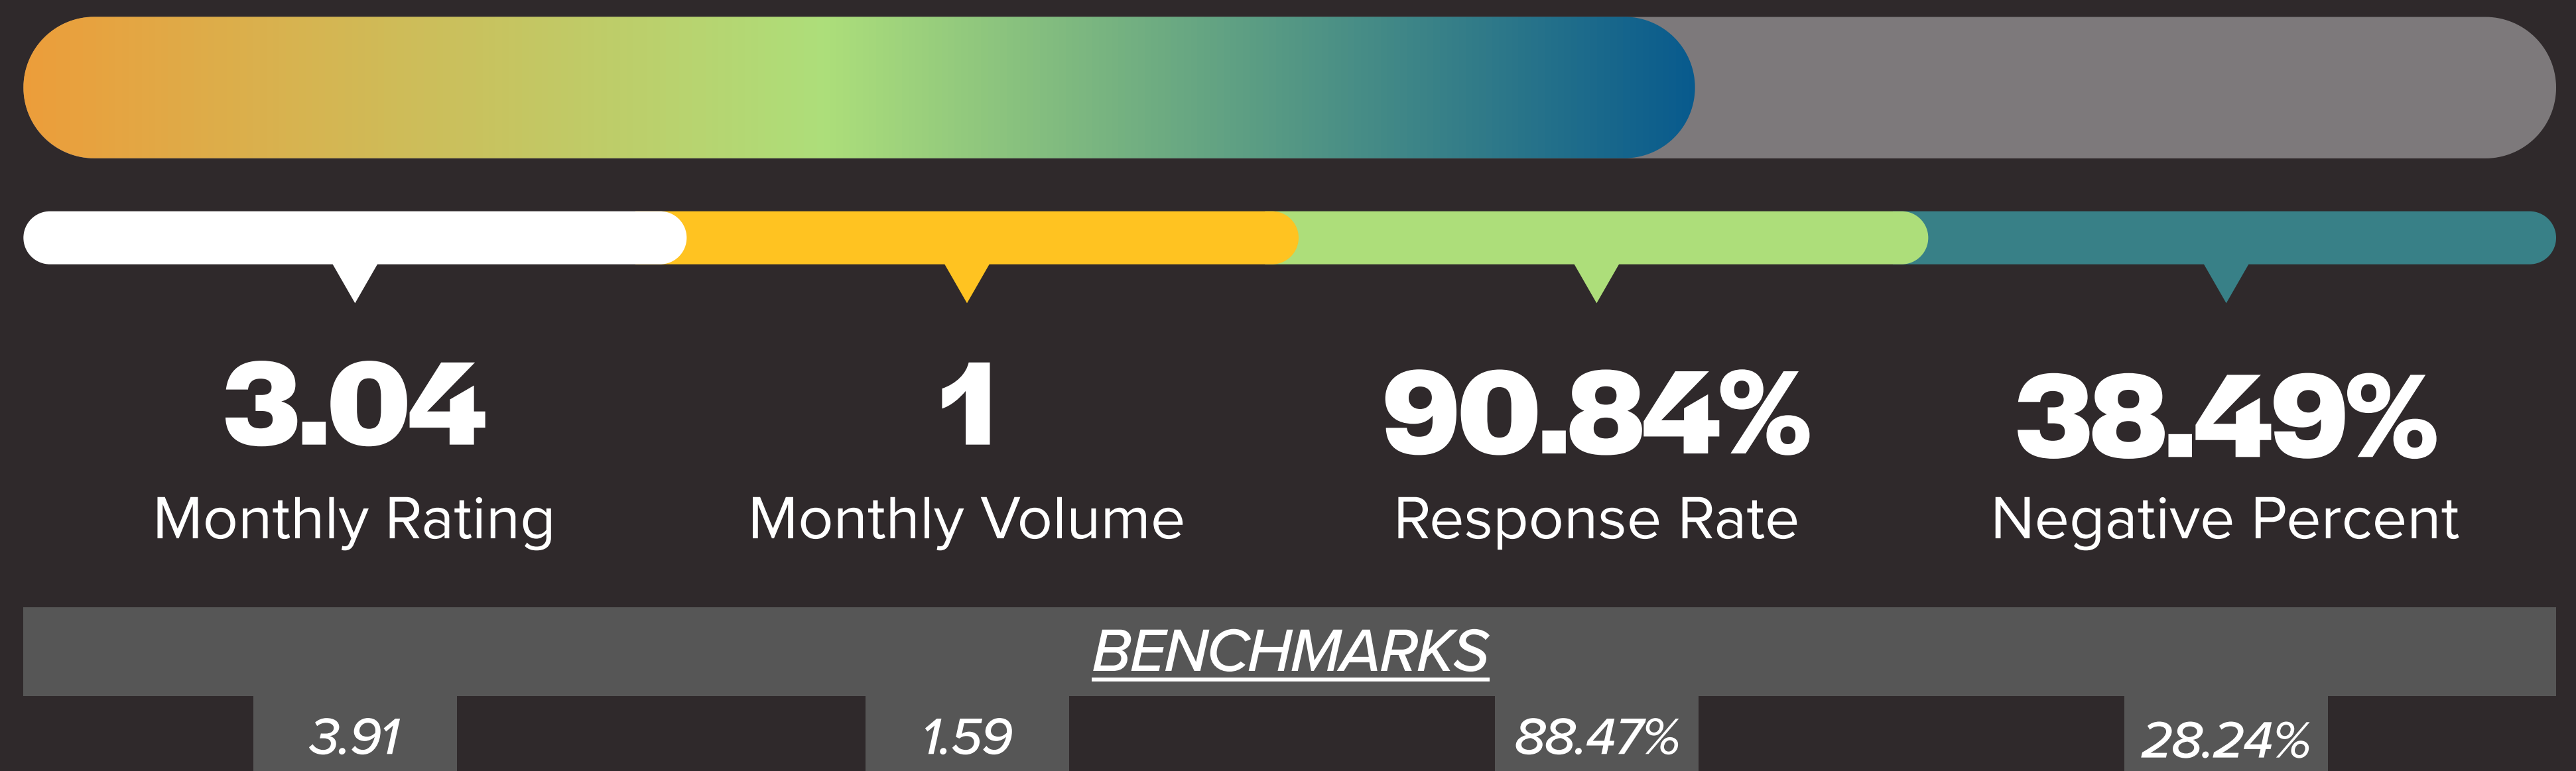 3.04 1 90.84% 38.49%
Monthly Rating Monthly Volume Response Rate Negative Percent
BENCHMARKS
3.91 1.59 88.47% 28.24%